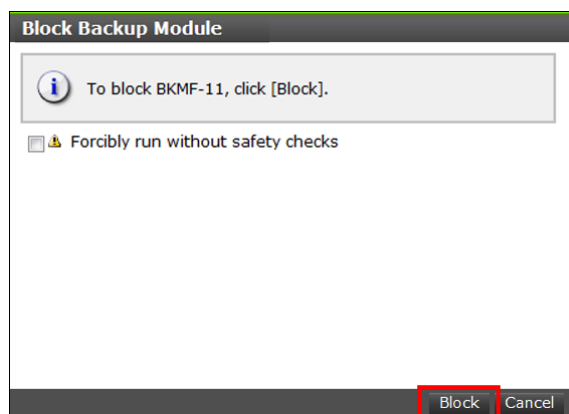 Block Backup Module
To block BKMF-11, click [Block].
Forcibly run without safety checks
Block Cancel